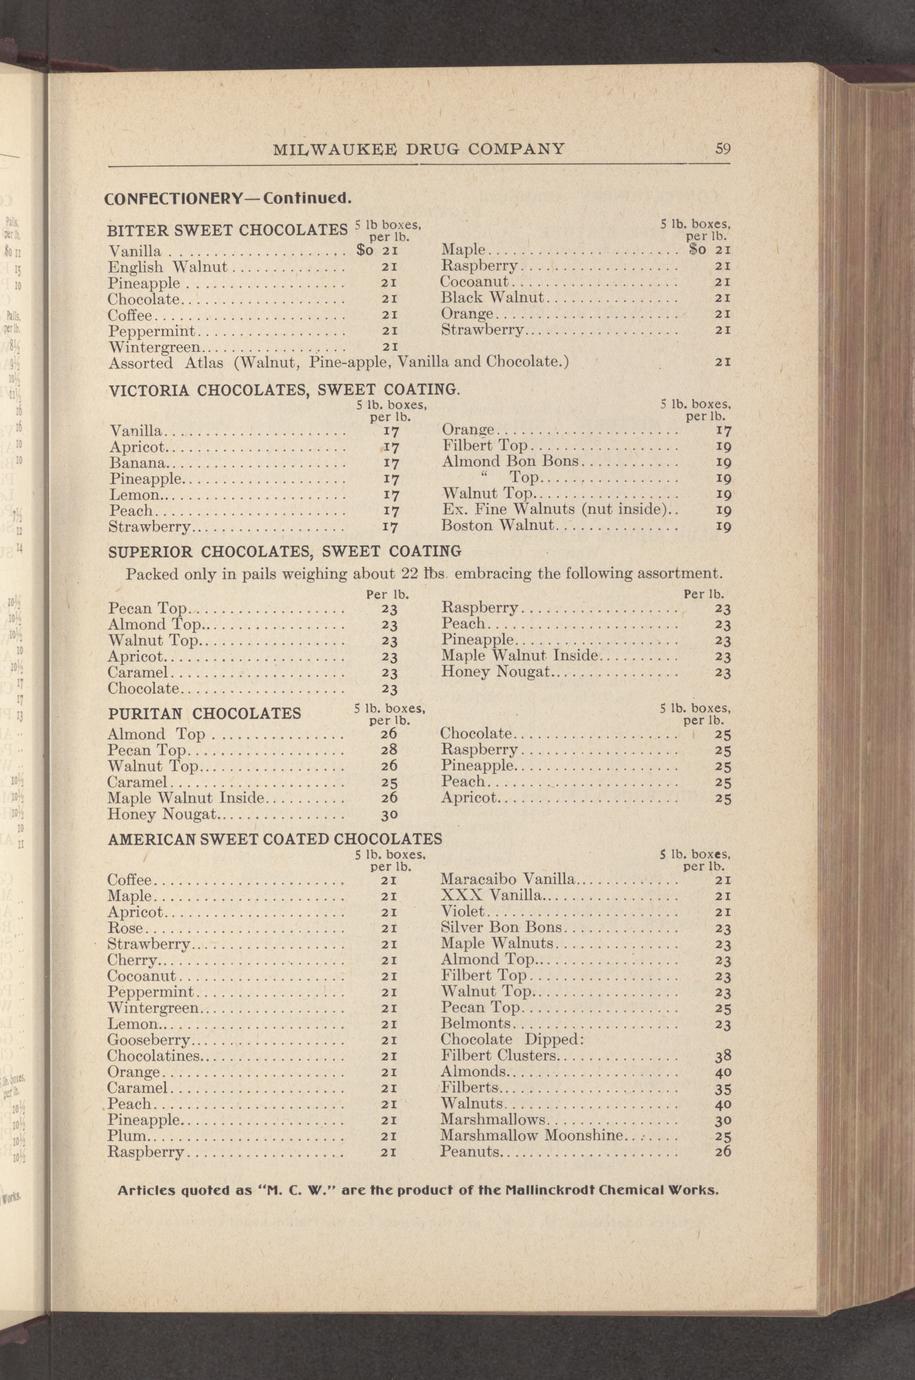 MILWAUKEE DRUG COMPANY 59
CONFECTIONERY—Continued.
BITTER SWEET CHOCOLATES 5 lb boxes, per lb. 5 lb. boxes, per lb.
Vanilla . . . . . . $0 21 Maple . . . . . . $0 21
English Walnut . . . . . . 21 Raspberry . . . . . . 21
Pineapple . . . . . . 21 Cocoanut . . . . . . 21
Chocolate . . . . . . 21 Black Walnut . . . . . . 21
Coffee . . . . . . 21 Orange . . . . . . 21
Peppermint . . . . . . 21 Strawberry . . . . . . 21
Wintergreen . . . . . . 21
Assorted Atlas (Walnut, Pine-apple, Vanilla and Chocolate.) 21
VICTORIA CHOCOLATES, SWEET COATING.
5 lb. boxes, 5 lb. boxes,
per lb. per lb.
Vanilla . . . . . . 17 Orange . . . . . . 17
Apricot . . . . . . 17 Filbert Top . . . . . . 19
Banana . . . . . . 17 Almond Bon Bons . . . . . . 19
Pineapple . . . . . . 17 " Top . . . . . . 19
Lemon . . . . . . 17 Walnut Top . . . . . . 19
Peach . . . . . . 17 Ex. Fine Walnuts (nut inside) . . 19
Strawberry . . . . . . 17 Boston Walnut . . . . . . 19
SUPERIOR CHOCOLATES, SWEET COATING
Packed only in pails weighing about 22 lbs. embracing the following assortment.
Per lb. Per lb.
Pecan Top . . . . . . 23 Raspberry . . . . . . 23
Almond Top . . . . . . 23 Peach . . . . . . 23
Walnut Top . . . . . . 23 Pineapple . . . . . . 23
Apricot . . . . . . 23 Maple Walnut Inside . . . . . . 23
Caramel . . . . . . 23 Honey Nougat . . . . . . 23
Chocolate . . . . . . 23
PURITAN CHOCOLATES 5 lb. boxes, per lb. 5 lb. boxes, per lb.
Almond Top . . . . . . 26 Chocolate . . . . . . 25
Pecan Top . . . . . . 28 Raspberry . . . . . . 25
Walnut Top . . . . . . 26 Pineapple . . . . . . 25
Caramel . . . . . . 25 Peach . . . . . . 25
Maple Walnut Inside . . . . . . 26 Apricot . . . . . . 25
Honey Nougat . . . . . . 30
AMERICAN SWEET COATED CHOCOLATES
5 lb. boxes, 5 lb. boxes,
per lb. per lb.
Coffee . . . . . . 21 Maracaibo Vanilla . . . . . . 21
Maple . . . . . . 21 XXX Vanilla . . . . . . 21
Apricot . . . . . . 21 Violet . . . . . . 21
Rose . . . . . . 21 Silver Bon Bons . . . . . . 23
Strawberry . . . . . . 21 Maple Walnuts . . . . . . 23
Cherry . . . . . . 21 Almond Top . . . . . . 23
Cocoanut . . . . . . 21 Filbert Top . . . . . . 23
Peppermint . . . . . . 21 Walnut Top . . . . . . 23
Wintergreen . . . . . . 21 Pecan Top . . . . . . 25
Lemon . . . . . . 21 Belmonts . . . . . . 23
Gooseberry . . . . . . 21 Chocolate Dipped:
Chocolatines . . . . . . 21 Filbert Clusters . . . . . . 38
Orange . . . . . . 21 Almonds . . . . . . 40
Caramel . . . . . . 21 Filberts . . . . . . 35
Peach . . . . . . 21 Walnuts . . . . . . 40
Pineapple . . . . . . 21 Marshmallows . . . . . . 30
Plum . . . . . . 21 Marshmallow Moonshine . . . . . . 25
Raspberry . . . . . . 21 Peanuts . . . . . . 26
Articles quoted as "M. C. W." are the product of the Mallinckrodt Chemical Works.